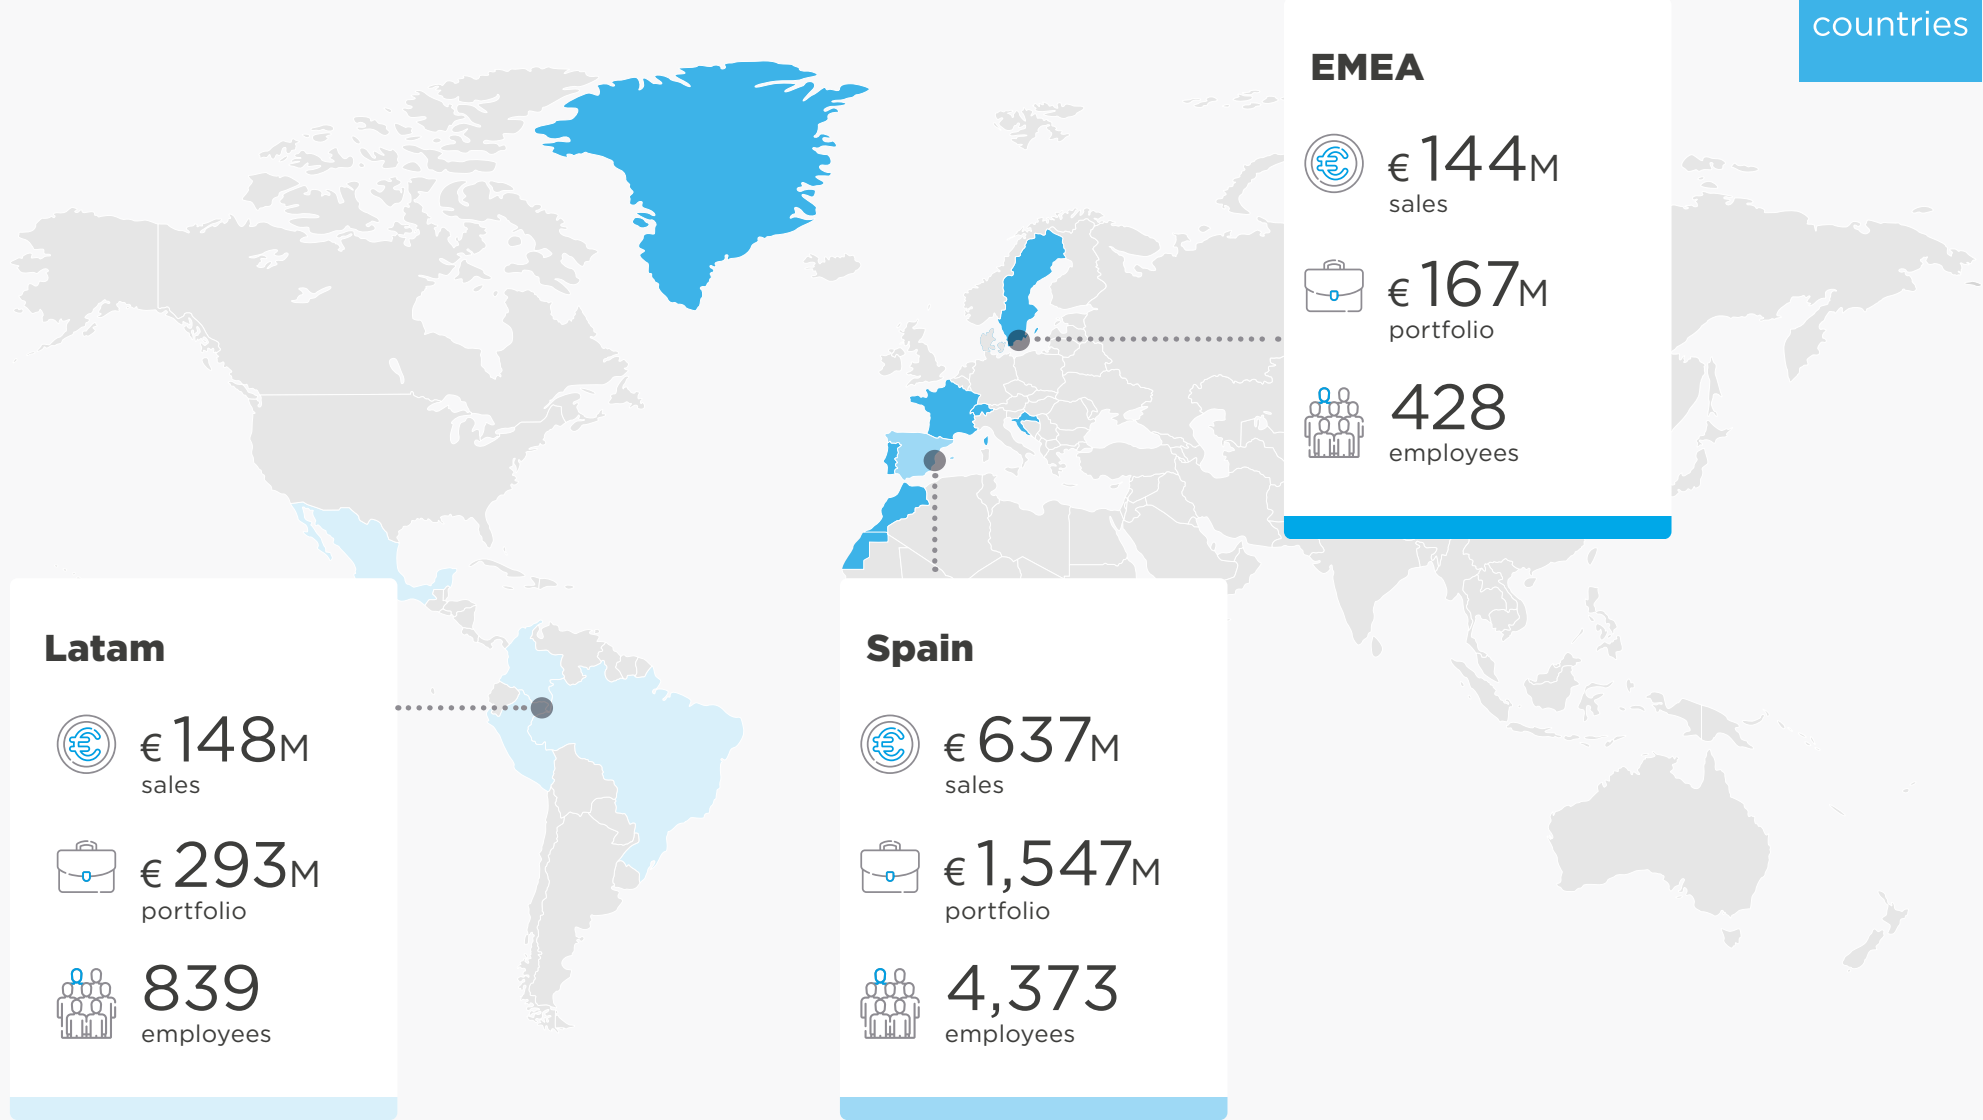 countries
EMEA
€ 144M
sales
€ 167M
portfolio
428
employees
Latam
€ 148M
sales
€ 293M
portfolio
839
employees
Spain
€ 637M
sales
€ 1,547M
portfolio
4,373
employees